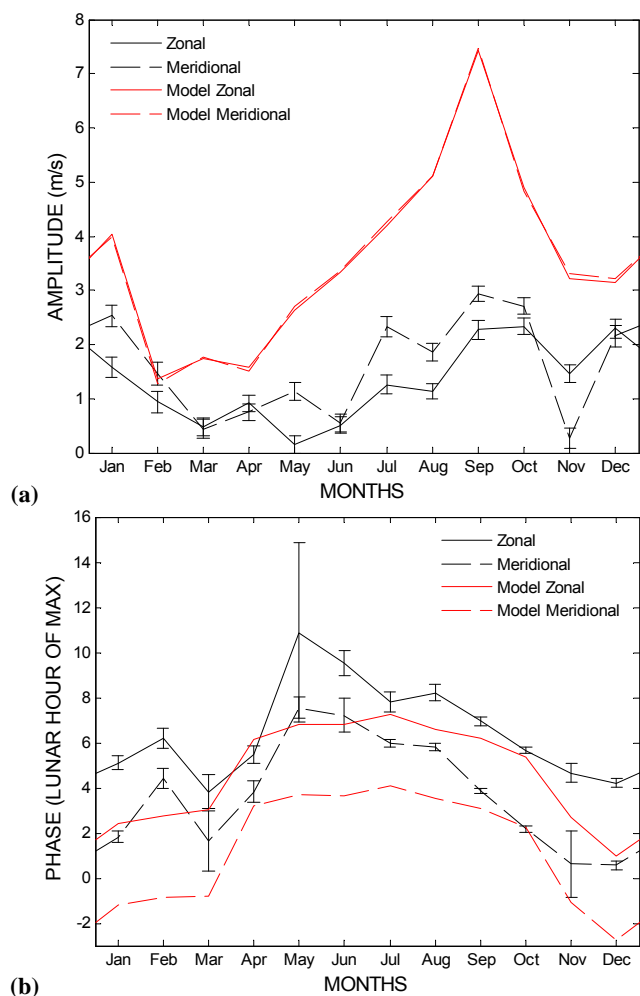 8
7
6
5
4
3
2
1
0
AMPLITUDE (m/s)
Zonal
Meridional
Model Zonal
Model Meridional
Jan Feb Mar Apr May Jun Jul Aug Sep Oct Nov Dec
MONTHS
(a)
16
14
12
10
8
6
4
2
0
-2
PHASE (LUNAR HOUR OF MAX)
Zonal
Meridional
Model Zonal
Model Meridional
Jan Feb Mar Apr May Jun Jul Aug Sep Oct Nov Dec
MONTHS
(b)